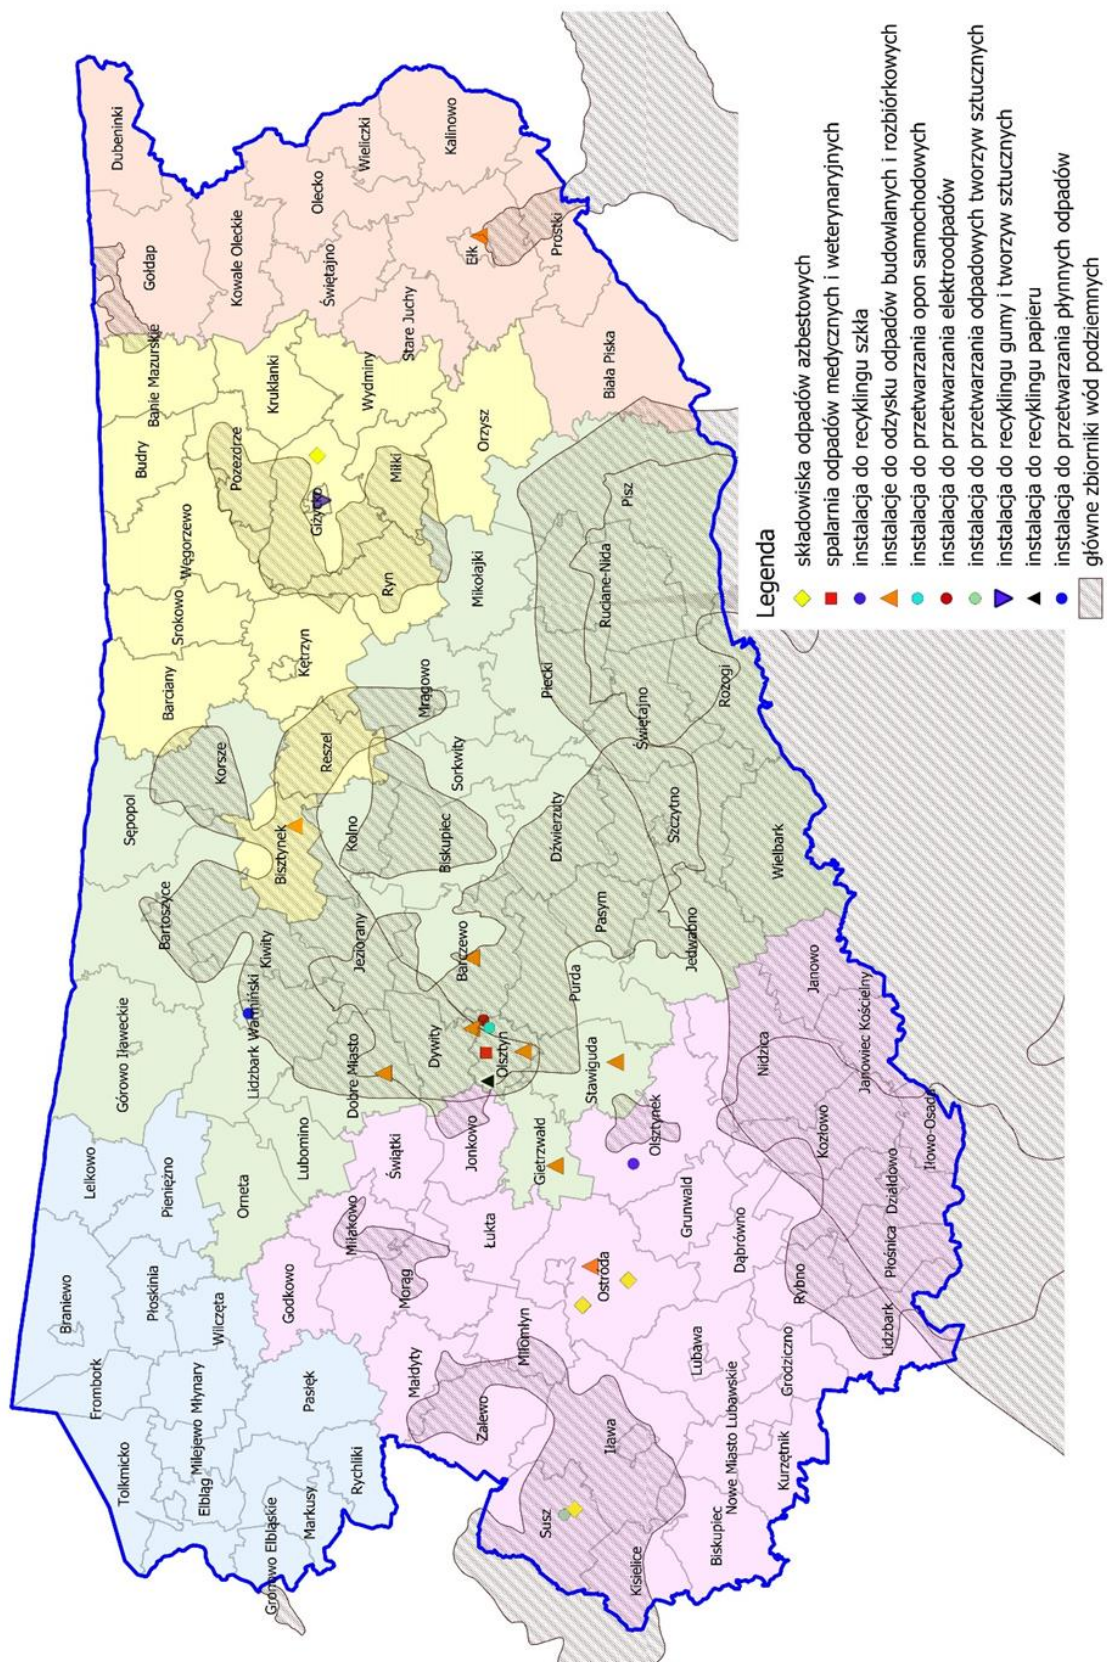 Dubeninki
Gołdap
Kowale Oleckie
Olecko
Wieliczki
Kalinowo
Świętajno
Stare Juchy
Ełk
Prostki
Biała Piska
Banie Mazurskie
Budry
Pozezdrze
Kruklanki
Wydminy
Orzysz
Węgorzewo
Giżycko
Miłki
Srokowo
Ryn
Barciany
Kętrzyn
Mikołajki
Ruciane-Nida
Pisz
Mrągowo
Piecki
Świętajno
Rozogi
Korsze
Reszel
Sorkwity
Sępopol
Bisztynek
Kolno
Biskupiec
Dźwierzuty
Szczytno
Wielbark
Bartoszyce
Kiwity
Jeziorany
Barczewo
Pasym
Jedwabno
Purda
Górowo Iławeckie
Lidzbark Warmiński
Dobre Miasto
Dywity
Olsztyn
Stawiguda
Janowo
Nidzica
Janowiec Kościelny
Lelkowo
Pieniężno
Orneta
Lubomino
Świątki
Jonkowo
Gietrzwałd
Olsztynek
Kozłowo
Iłowo-Osada
Działdowo
Braniewo
Płoskinia
Wilczęta
Godkowo
Miłakowo
Morąg
Łukta
Ostróda
Grunwald
Dąbrówno
Rybno
Płośnica
Lidzbark
Frombork
Młynary
Milejewo
Pasłęk
Małdyty
Miłomłyn
Zalewo
Iława
Lubawa
Grodziczno
Nowe Miasto Lubawskie
Kurzętnik
Tolkmicko
Elbląg
Gronowo Elbląskie
Markusy
Rychliki
Susz
Kisielice
Biskupiec
Legenda
składowiska odpadów azbestowych
spalarnia odpadów medycznych i weterynaryjnych
instalacja do recyklingu szkła
instalacje do odzysku odpadów budowlanych i rozbiórkowych
instalacja do przetwarzania opon samochodowych
instalacja do przetwarzania elektroodpadów
instalacja do przetwarzania odpadowych tworzyw sztucznych
instalacja do recyklingu gumy i tworzyw sztucznych
instalacja do recyklingu papieru
instalacja do przetwarzania płynnych odpadów
główne zbiorniki wód podziemnych